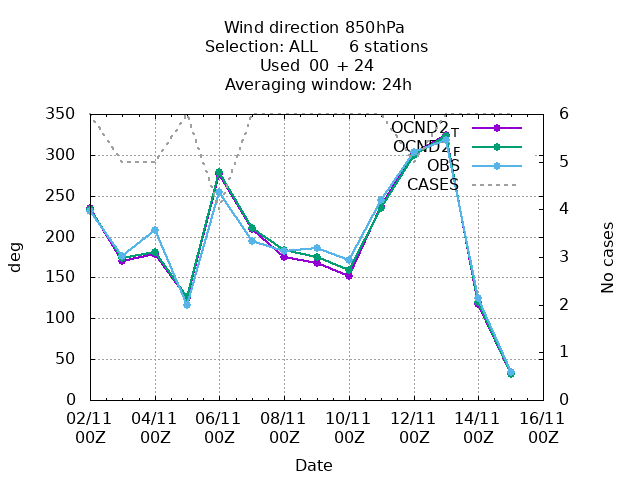 Wind direction 850hPa
Selection: ALL 6 stations
Used 00 + 24
Averaging window: 24h
350
300
250
200
150
100
50
0
deg
6
5
4
3
2
1
0
No cases
OCND2_T
OCND2_F
OBS
CASES
02/11 04/11 06/11 08/11 10/11 12/11 14/11 16/11
00Z 00Z 00Z 00Z 00Z 00Z 00Z 00Z
Date